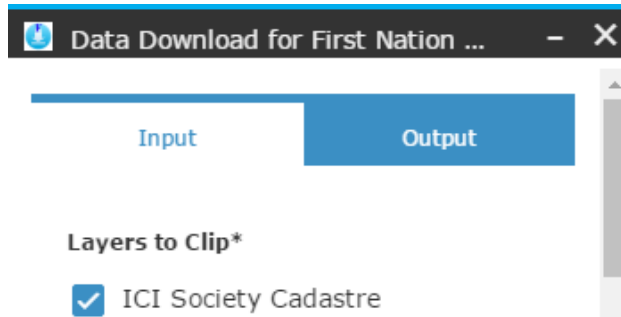 Data Download for First Nation ...
Input Output
Layers to Clip*
ICI Society Cadastre